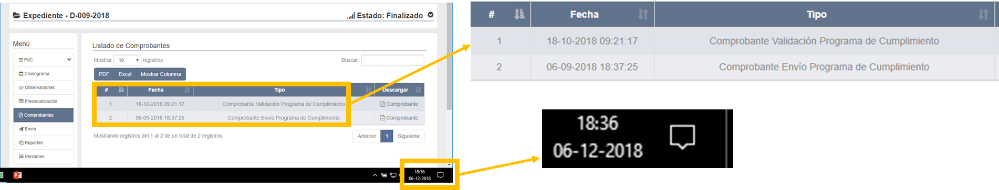 Expediente - D-009-2018
Estado: Finalizado
Menú
PdC
Cronograma
Observaciones
Previsualización
Comprobantes
Envio
Reportes
Versiones
Listado de Comprobantes
Mostrar 10 registros
Buscar:
PDF Excel Mostrar Columna
# Fecha Tipo Descargar
1 18-10-2018 09:21:17 Comprobante Validación Programa de Cumplimiento Comprobante
2 06-09-2018 18:37:25 Comprobante Envío Programa de Cumplimiento Comprobante
Mostrando registros del 1 al 2 de un total de 2 registros
Anterior 1 Siguiente
18:36
06-12-2018
# Fecha Tipo
1 18-10-2018 09:21:17 Comprobante Validación Programa de Cumplimiento
2 06-09-2018 18:37:25 Comprobante Envío Programa de Cumplimiento
18:36
06-12-2018